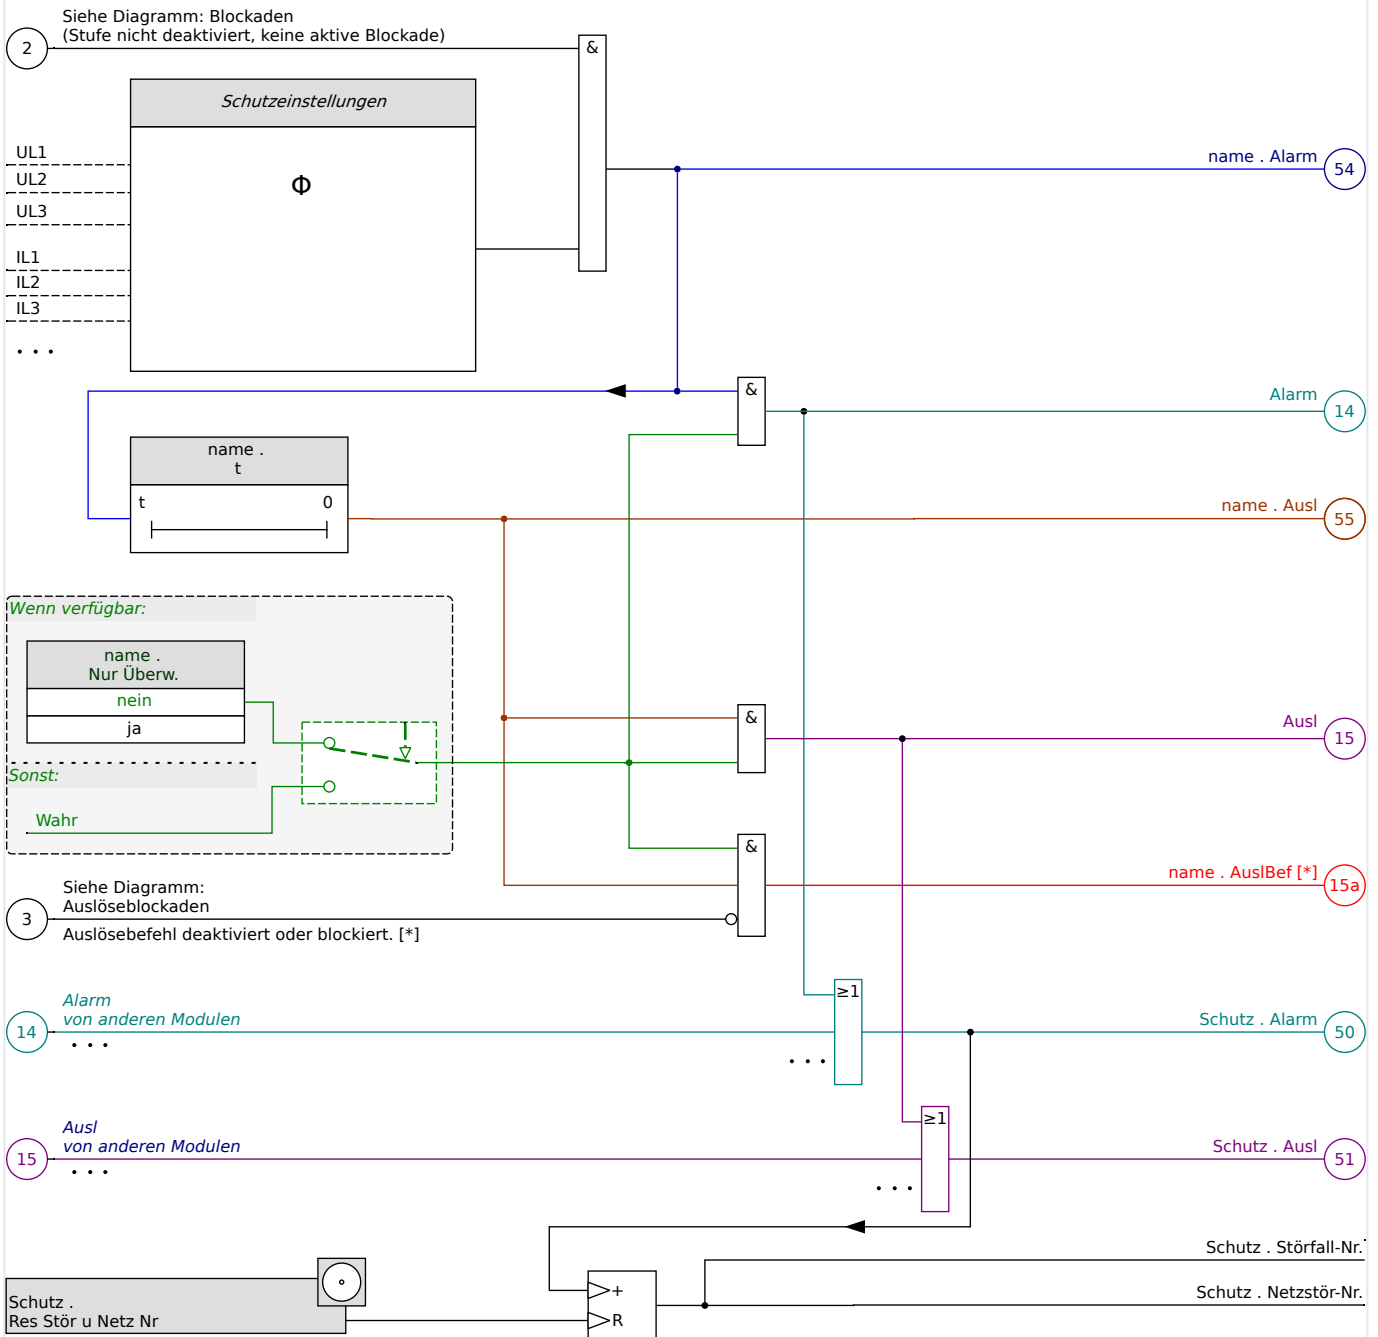 Siehe Diagramm: Blockaden
(Stufe nicht deaktiviert, keine aktive Blockade)
2
&
Schutzeinstellungen
Φ
UL1
UL2
UL3
IL1
IL2
IL3
. . .
name . Alarm
54
&
Alarm
14
name .
t
t
0
name . Ausl
55
Wenn verfügbar:
name .
Nur Überw.
nein
ja
Sonst:
Wahr
&
Ausl
15
&
name . AuslBef [*]
15a
Siehe Diagramm:
Auslöseblockaden
3
Auslösebefehl deaktiviert oder blockiert. [*]
Alarm
von anderen Modulen
14
. . .
≥1
. . .
Schutz . Alarm
50
Ausl
von anderen Modulen
15
. . .
≥1
. . .
Schutz . Ausl
51
Schutz . Störfall-Nr.
Schutz . Netzstör-Nr.
Schutz .
Res Stör u Netz Nr
+
R